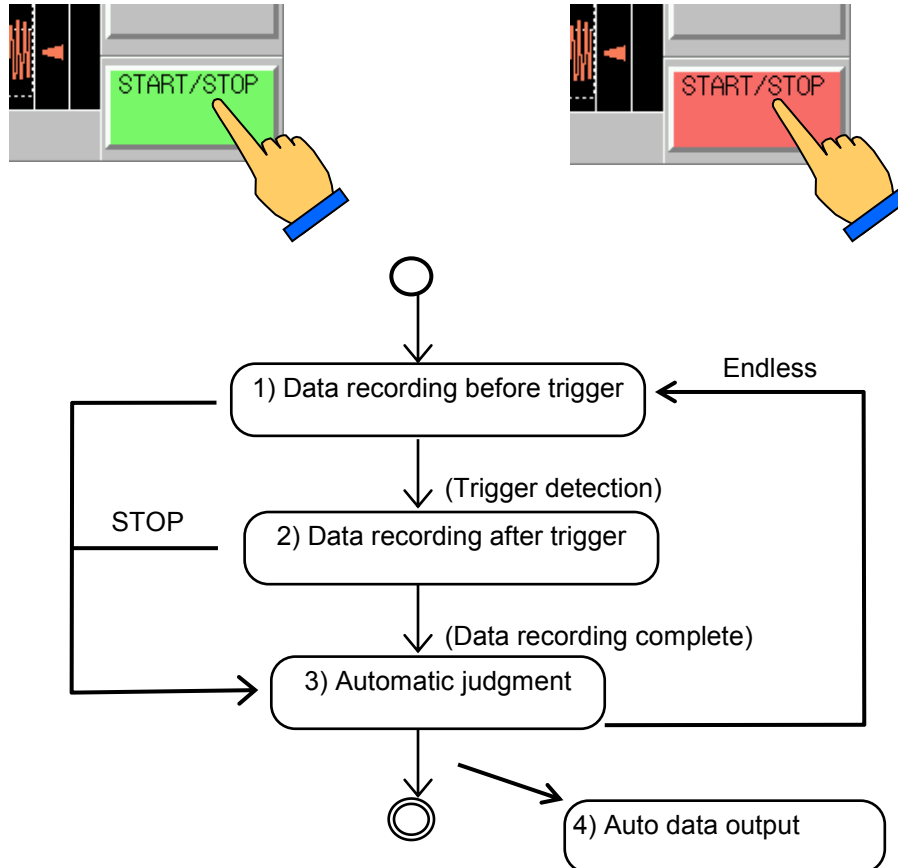 START/STOP
START/STOP
Endless
1) Data recording before trigger
(Trigger detection)
STOP
2) Data recording after trigger
(Data recording complete)
3) Automatic judgment
4) Auto data output